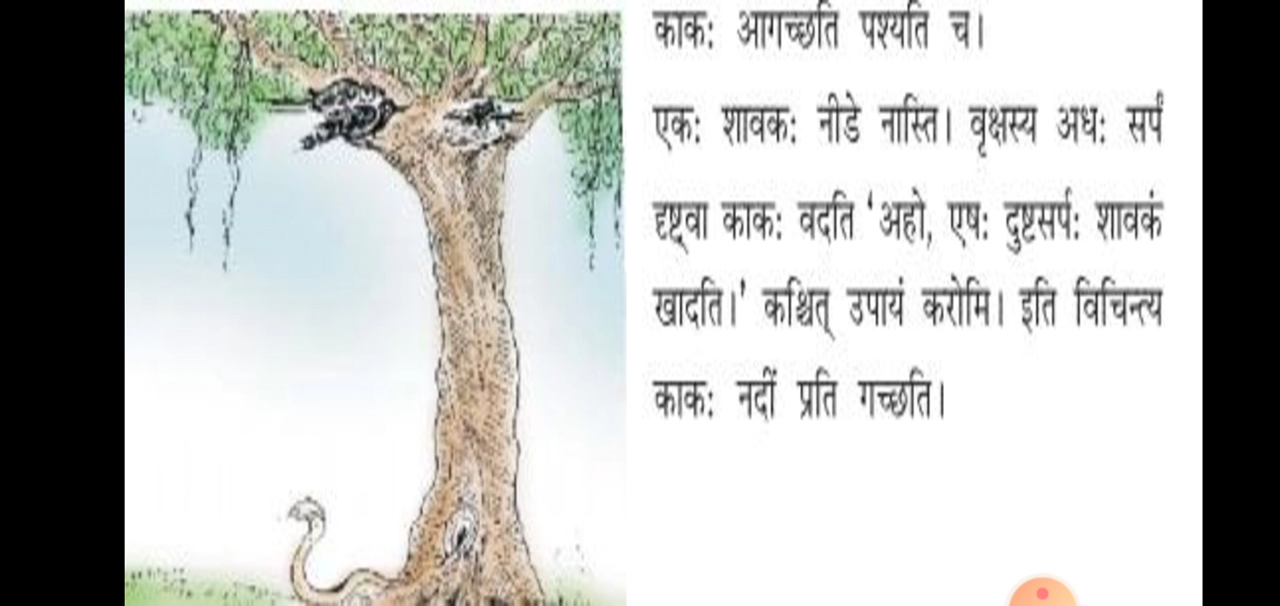 काकः आगच्छति पश्यति च।
एकः शावकः नीडे नास्ति। वृक्षस्य अधः सर्पं
दृष्ट्वा काकः वदति ‘अहो, एषः दुष्टसर्पः शावकं
खादति।’ कश्चित् उपायं करोमि। इति विचिन्त्य
काकः नदीं प्रति गच्छति।